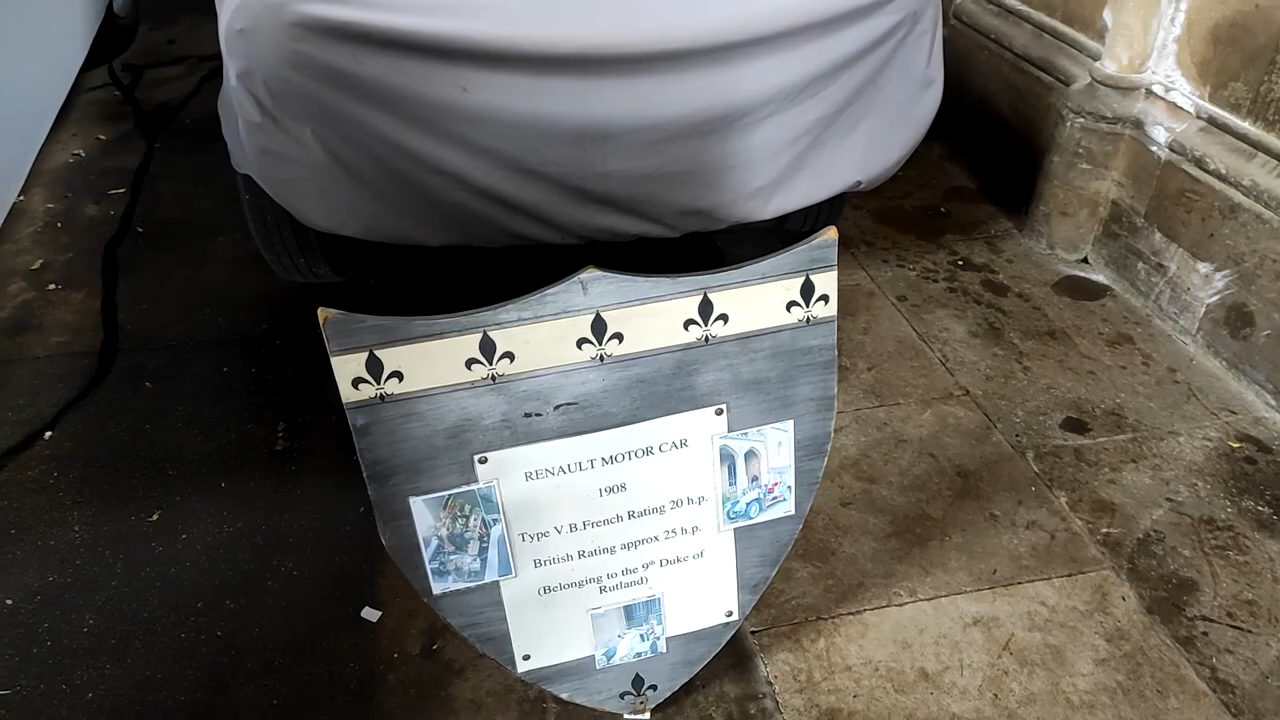 RENAULT MOTOR CAR
1908
Type V.B.French Rating 20 h.p.
British Rating approx 25 h.p.
(Belonging to the 9th Duke of
Rutland)